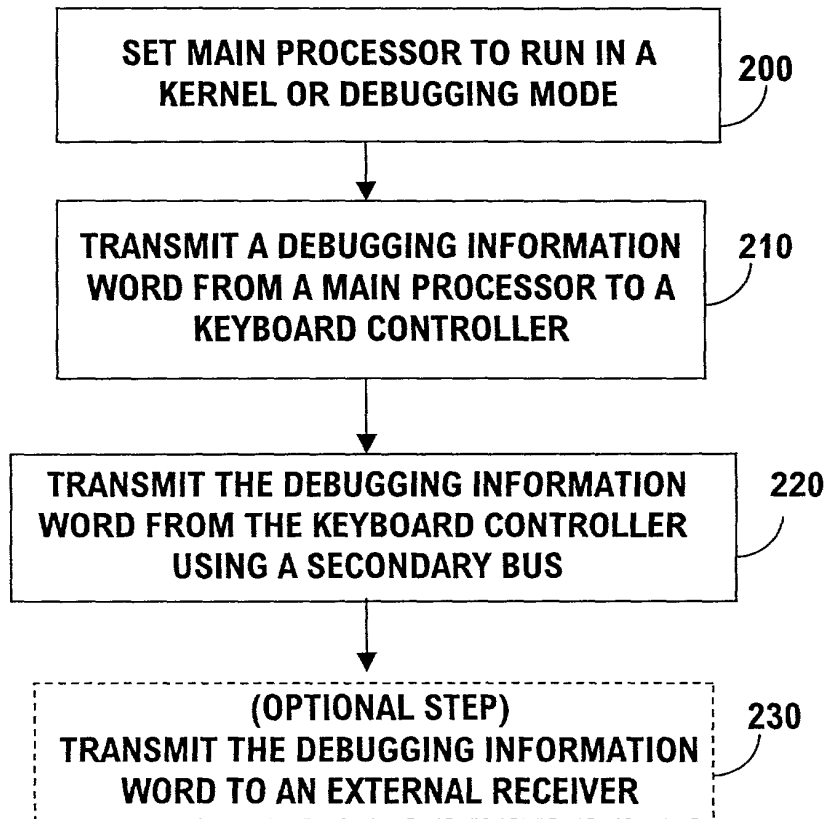 SET MAIN PROCESSOR TO RUN IN A
KERNEL OR DEBUGGING MODE
200
TRANSMIT A DEBUGGING INFORMATION
WORD FROM A MAIN PROCESSOR TO A
KEYBOARD CONTROLLER
210
TRANSMIT THE DEBUGGING INFORMATION
WORD FROM THE KEYBOARD CONTROLLER
USING A SECONDARY BUS
220
(OPTIONAL STEP)
TRANSMIT THE DEBUGGING INFORMATION
WORD TO AN EXTERNAL RECEIVER
230